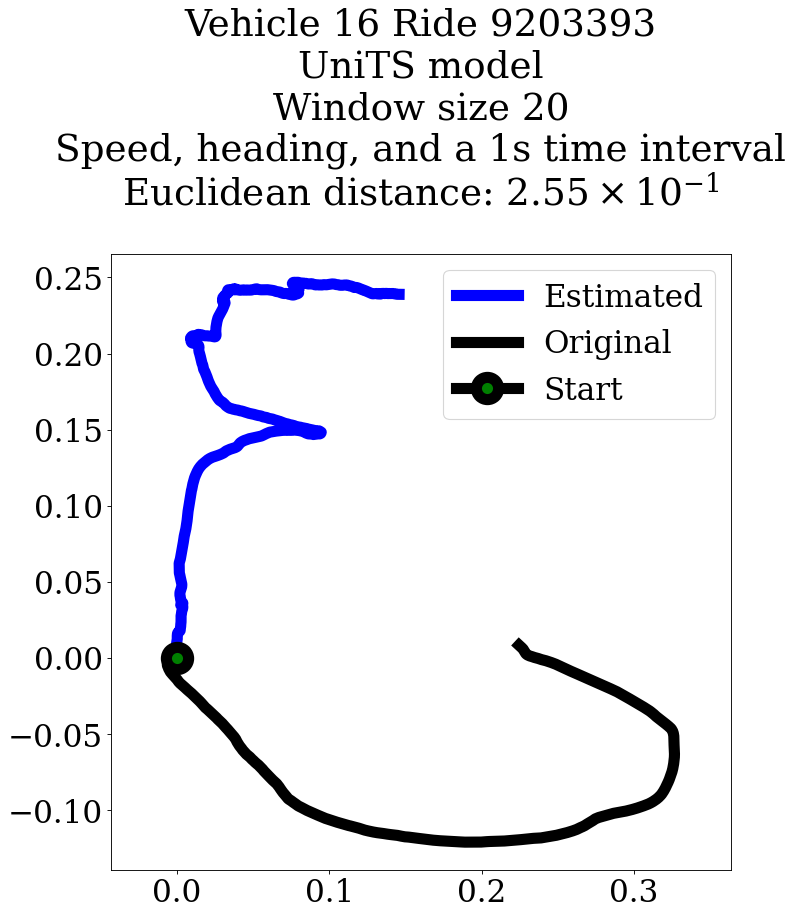 Vehicle 16 Ride 9203393
UniTS model
Window size 20
Speed, heading, and a 1s time interval
Euclidean distance: 2.55 × 10⁻¹
Estimated
Original
Start
0.25
0.20
0.15
0.10
0.05
0.00
−0.05
−0.10
0.0 0.1 0.2 0.3